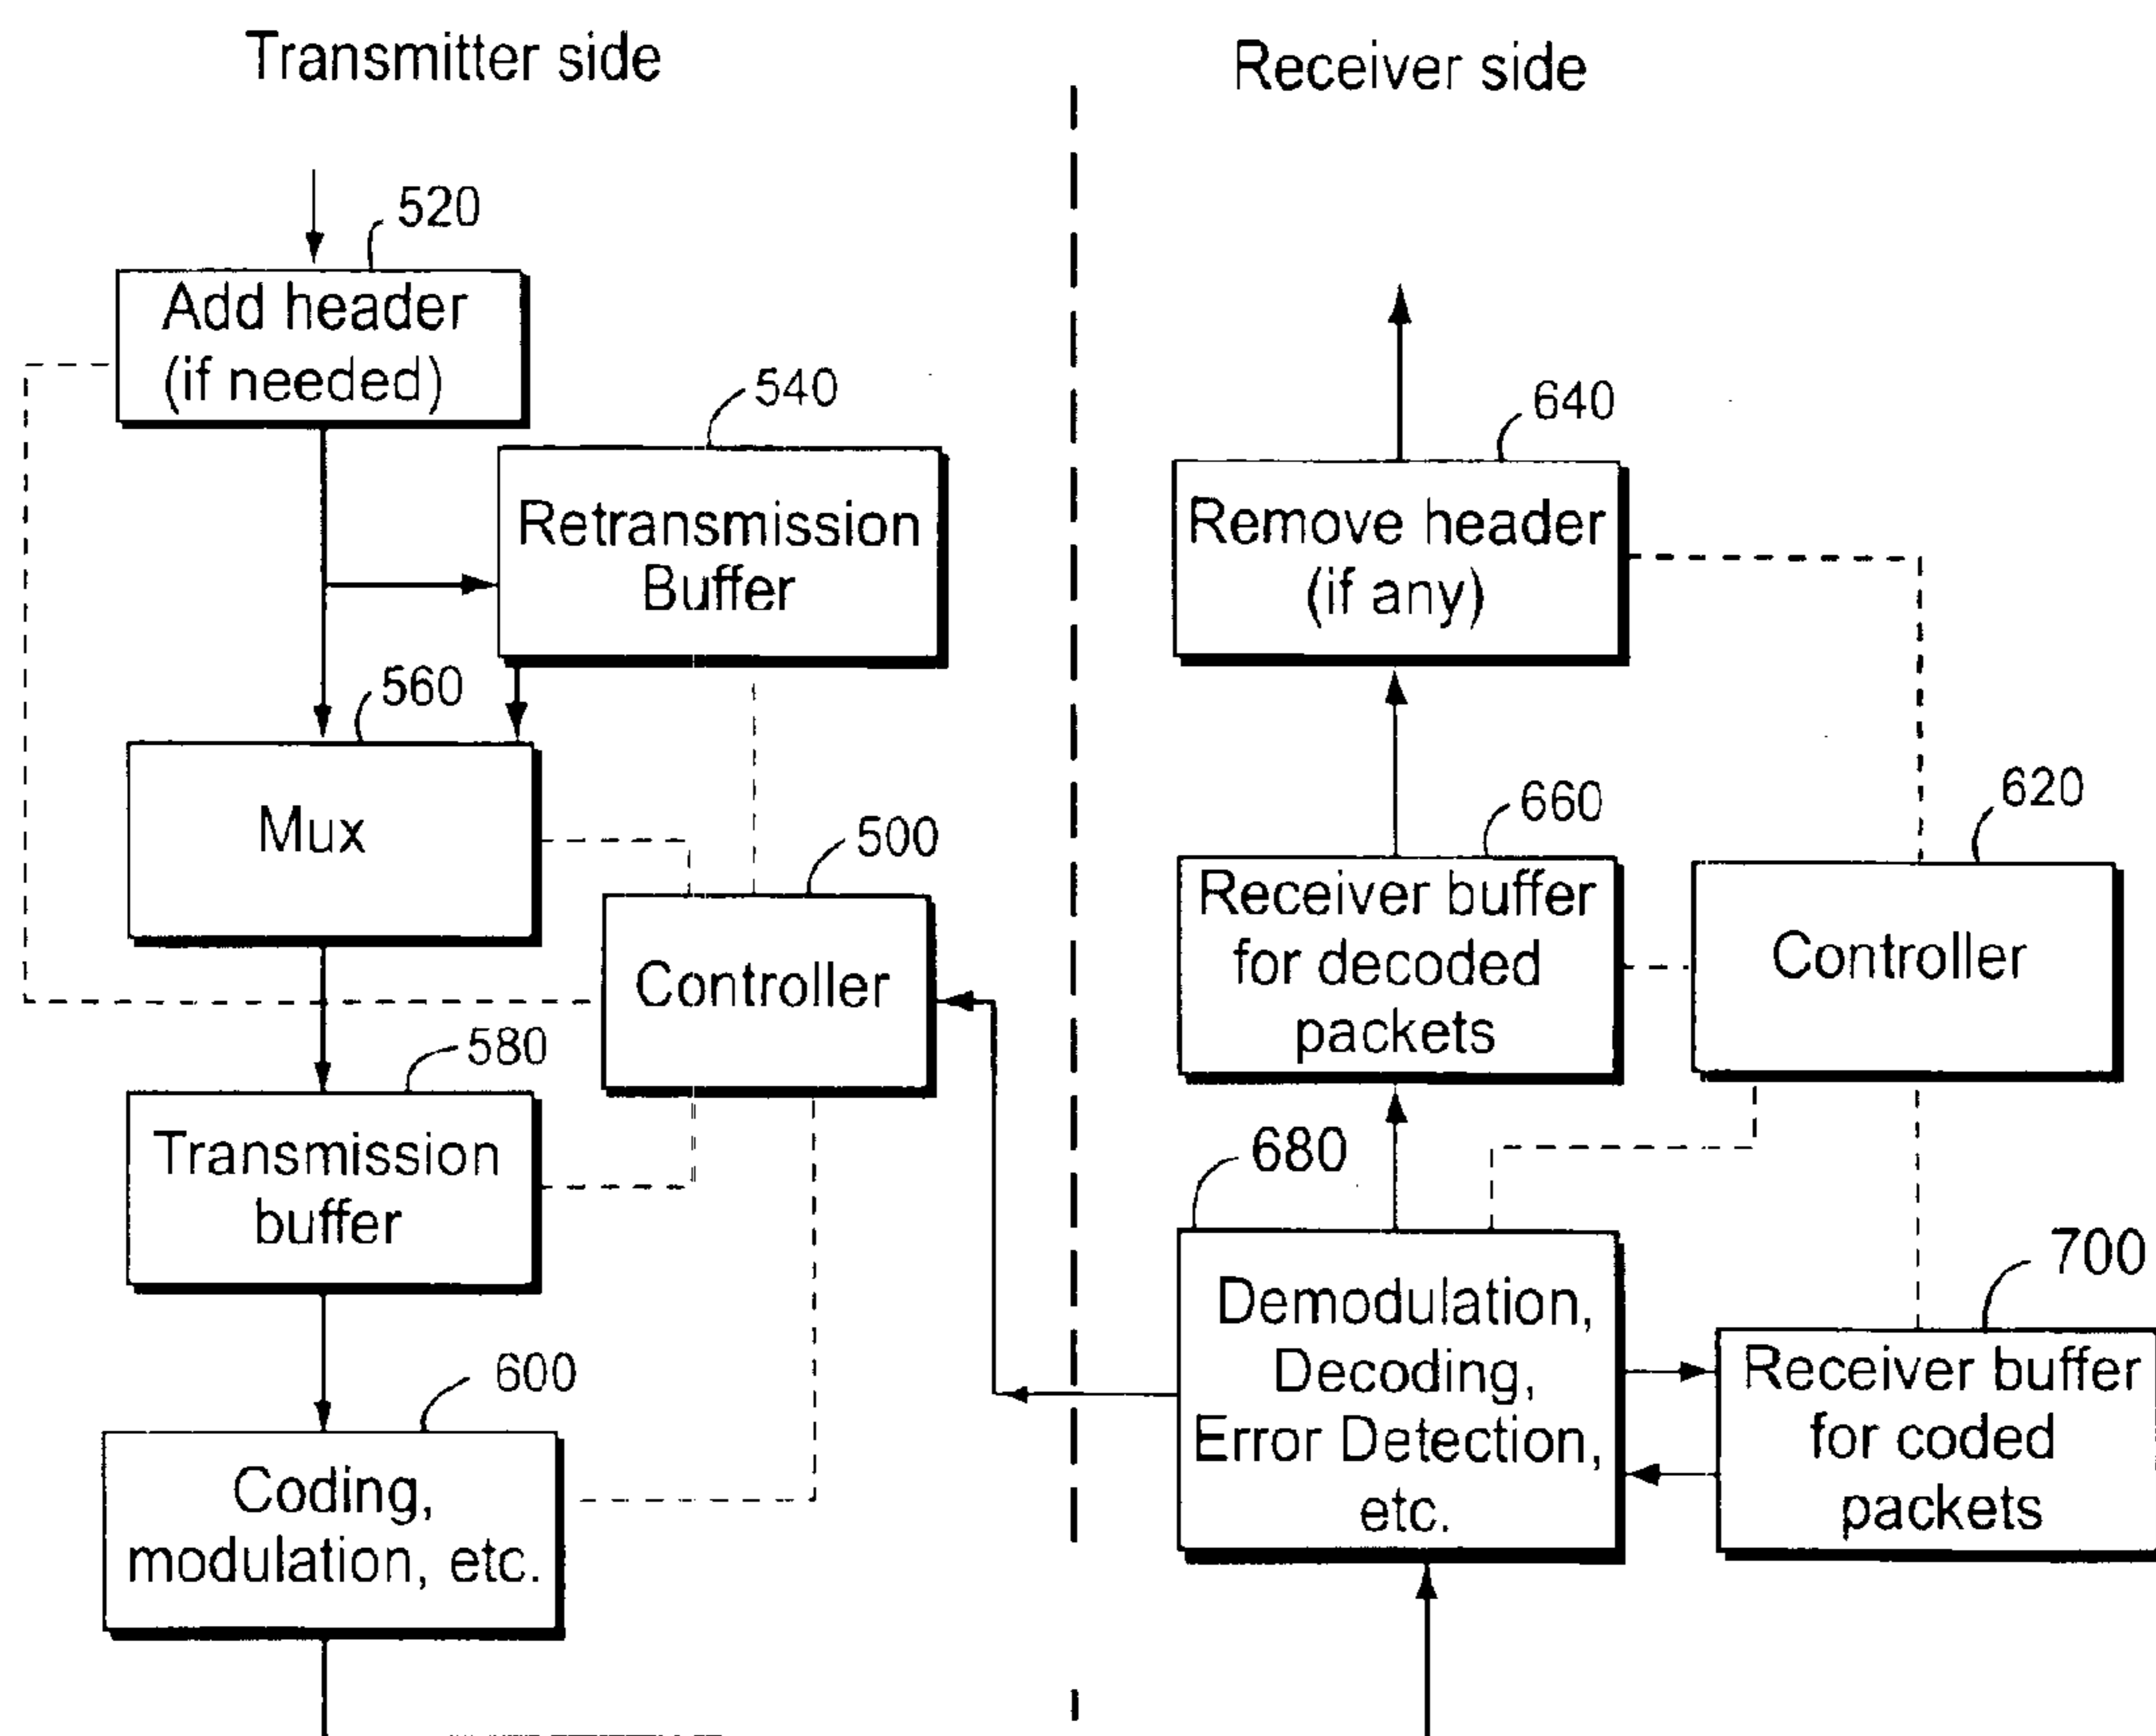 Transmitter side
520
Add header
(if needed)
540
Retransmission
Buffer
560
Mux
500
Controller
580
Transmission
buffer
600
Coding,
modulation, etc.
Receiver side
640
Remove header
(if any)
660
Receiver buffer
for decoded
packets
620
Controller
680
Demodulation,
Decoding,
Error Detection,
etc.
700
Receiver buffer
for coded
packets